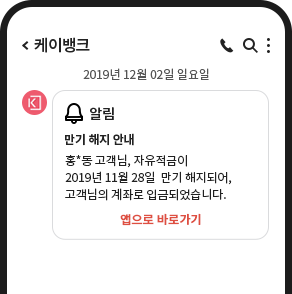 케이뱅크
2019년 12월 02일 일요일
알림
만기 해지 안내
홍*동 고객님, 자유적금이
2019년 11월 28일 만기 해지되어,
고객님의 계좌로 입금되었습니다.
앱으로 바로가기